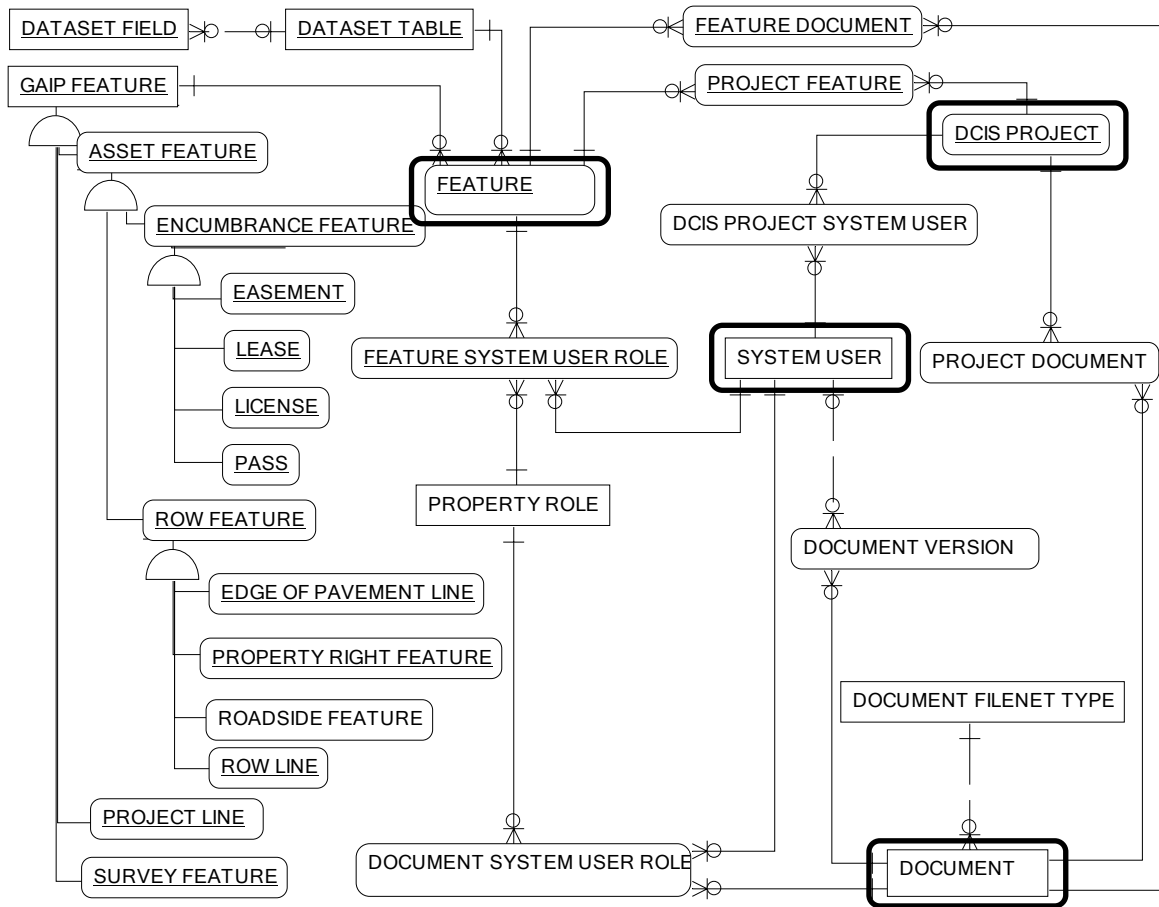 DATASET FIELD
DATASET TABLE
FEATURE DOCUMENT
GAIP FEATURE
PROJECT FEATURE
DCIS PROJECT
ASSET FEATURE
FEATURE
ENCUMBRANCE FEATURE
DCIS PROJECT SYSTEM USER
EASEMENT
LEASE
FEATURE SYSTEM USER ROLE
SYSTEM USER
PROJECT DOCUMENT
LICENSE
PASS
PROPERTY ROLE
ROW FEATURE
DOCUMENT VERSION
EDGE OF PAVEMENT LINE
PROPERTY RIGHT FEATURE
DOCUMENT FILENET TYPE
ROADSIDE FEATURE
ROW LINE
PROJECT LINE
DOCUMENT SYSTEM USER ROLE
DOCUMENT
SURVEY FEATURE